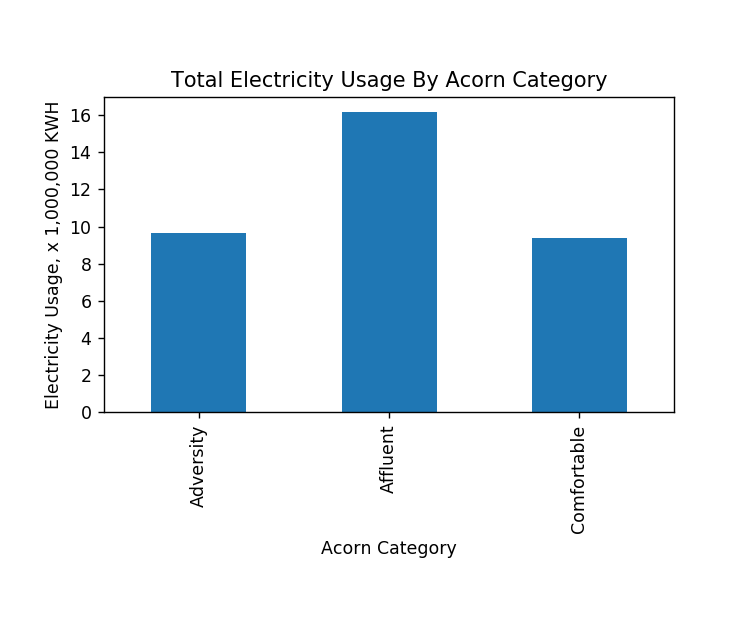 Total Electricity Usage By Acorn Category
Electricity Usage, x 1,000,000 KWH
16
14
12
10
8
6
4
2
0
Adversity
Affluent
Comfortable
Acorn Category